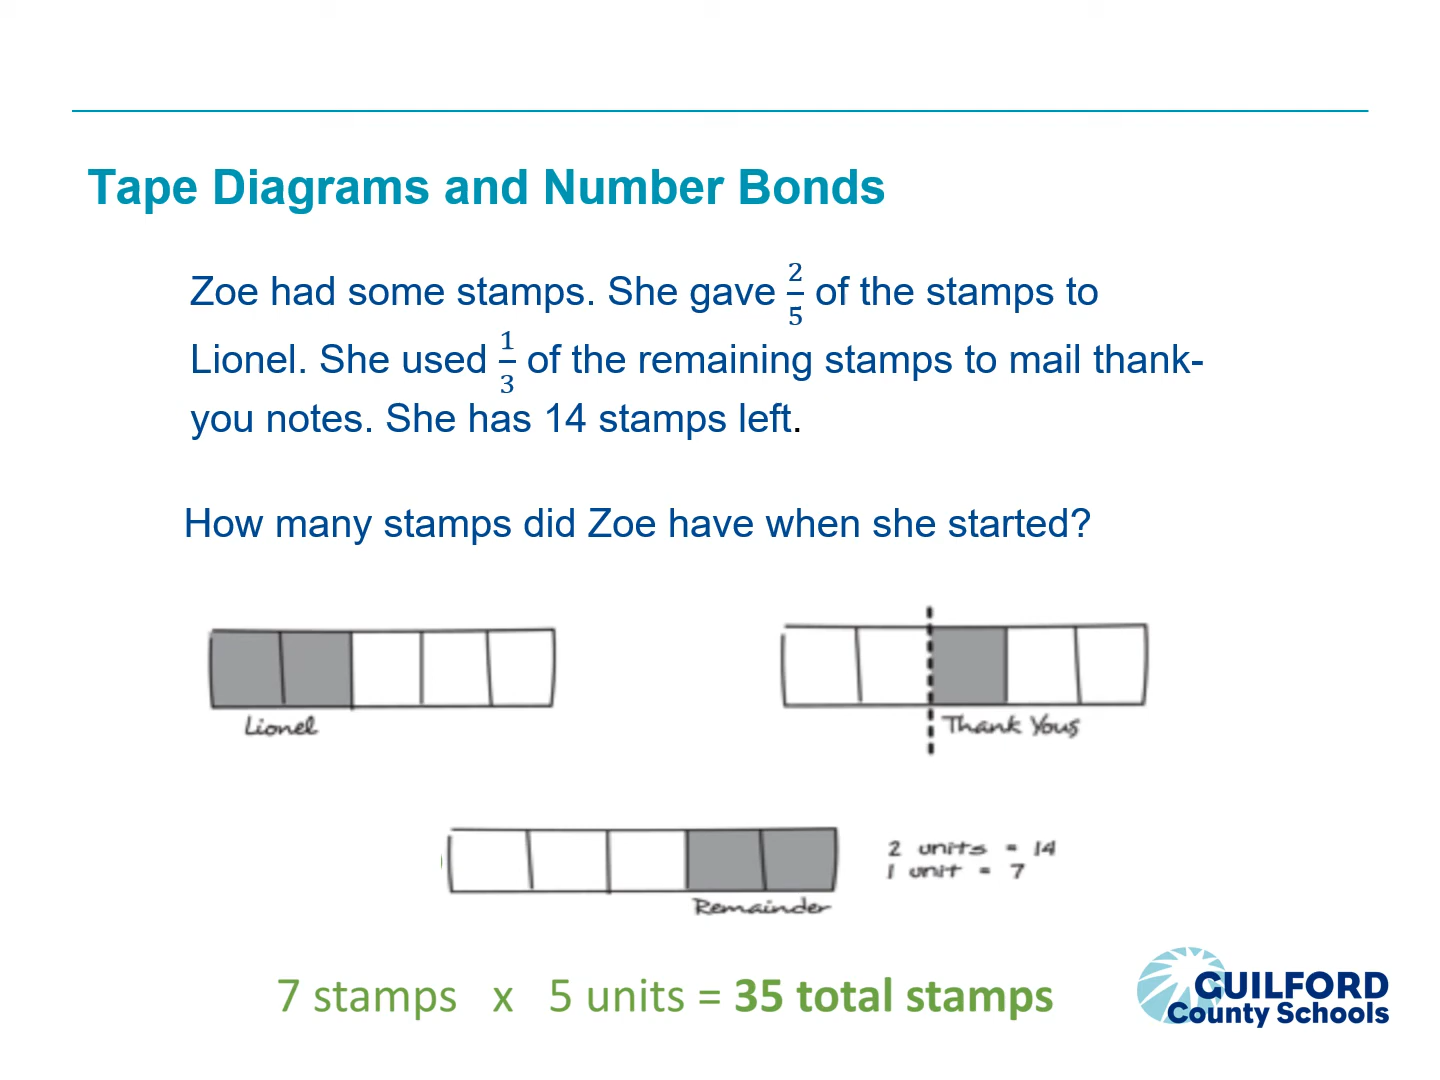 Tape Diagrams and Number Bonds
Zoe had some stamps. She gave 2/5 of the stamps to
Lionel. She used 1/3 of the remaining stamps to mail thank-
you notes. She has 14 stamps left.
How many stamps did Zoe have when she started?
Lionel
Thank Yous
Remainder
2 units = 14
1 unit = 7
7 stamps x 5 units = 35 total stamps
GUILFORD
County Schools